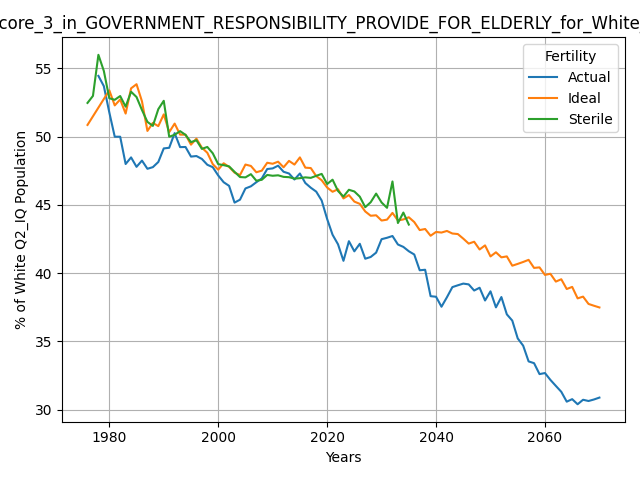 core_3_in_GOVERNMENT_RESPONSIBILITY_PROVIDE_FOR_ELDERLY_for_White_
Fertility
Actual
Ideal
Sterile
% of White Q2_IQ Population
55
50
45
40
35
30
1980
2000
2020
2040
2060
Years